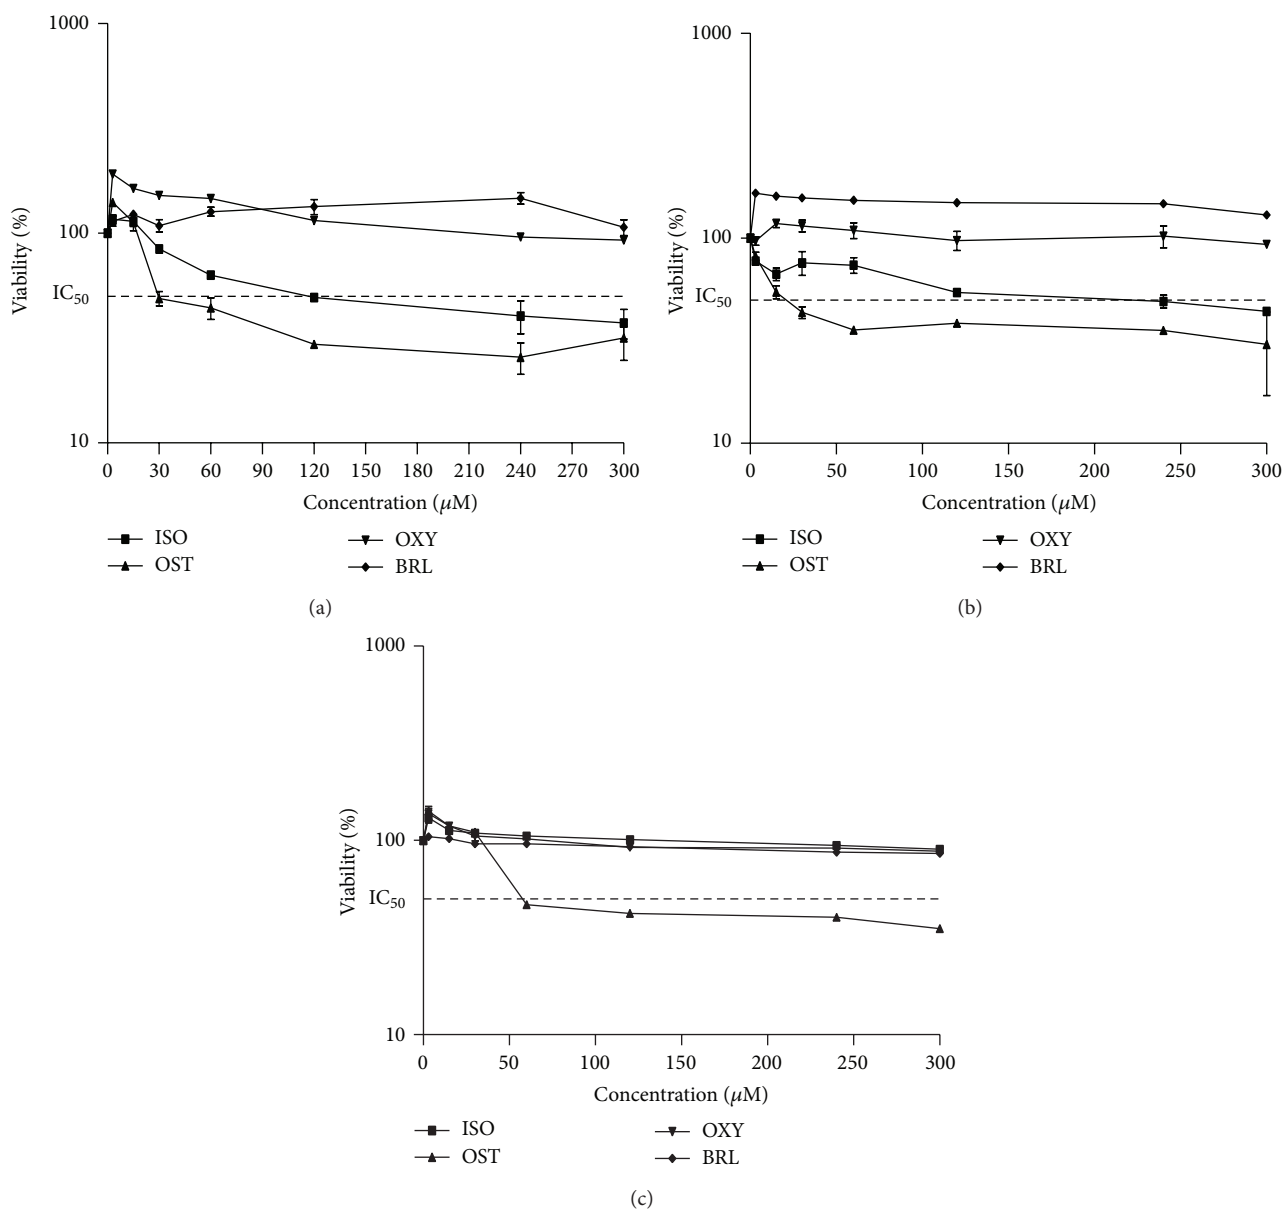 1000
100
IC50
10
Viability (%)
0 30 60 90 120 150 180 210 240 270 300
Concentration (μM)
ISO OXY
OST BRL
(a)
1000
100
IC50
10
Viability (%)
0 50 100 150 200 250 300
Concentration (μM)
ISO OXY
OST BRL
(b)
1000
100
IC50
10
Viability (%)
0 50 100 150 200 250 300
Concentration (μM)
ISO OXY
OST BRL
(c)